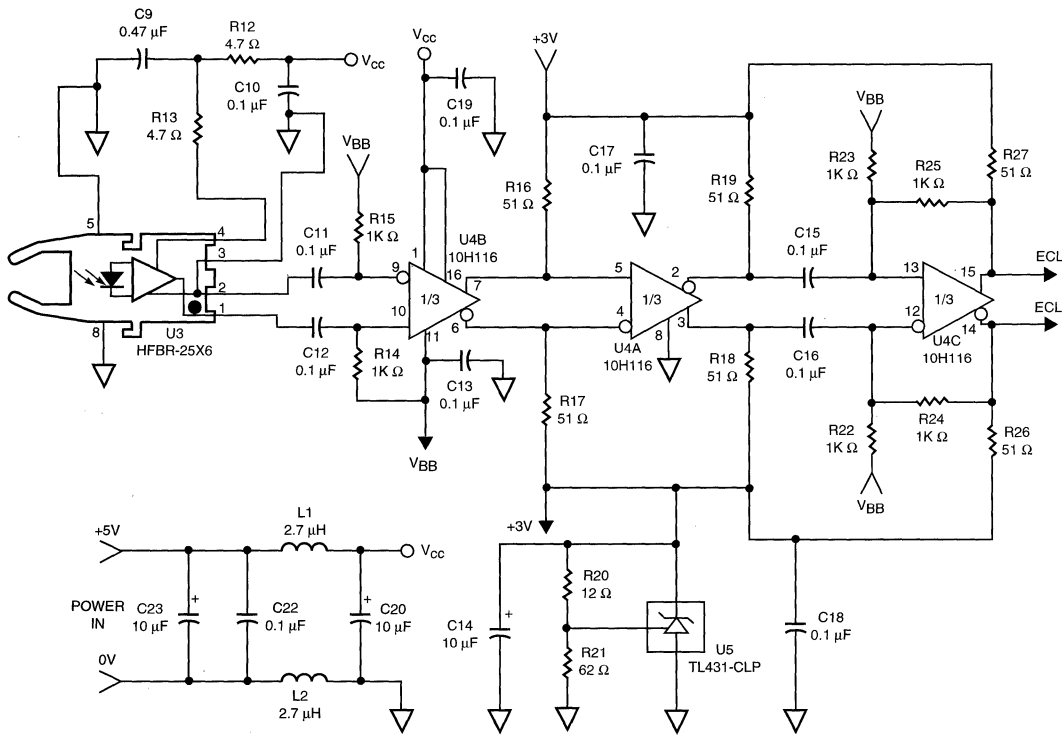 C9
0.47 µF
R12
4.7 Ω
VCC
C10
0.1 µF
R13
4.7 Ω
5
4
3
2
1
8
U3
HFBR-25X6
VBB
R15
1K Ω
C11
0.1 µF
C12
0.1 µF
R14
1K Ω
VCC
C19
0.1 µF
1
16
U4B
10H116
9
10
1/3
7
6
11
C13
0.1 µF
VBB
+3V
R16
51 Ω
C17
0.1 µF
R19
51 Ω
5
4
1/3
2
3
8
U4A
10H116
R17
51 Ω
R18
51 Ω
C15
0.1 µF
C16
0.1 µF
VBB
R23
1K Ω
R25
1K Ω
R27
51 Ω
13
12
1/3
15
14
U4C
10H116
ECL
ECL
R22
1K Ω
R24
1K Ω
R26
51 Ω
VBB
+5V
L1
2.7 µH
VCC
POWER
IN
C23
10 µF
+
C22
0.1 µF
+
C20
10 µF
0V
L2
2.7 µH
+3V
C14
10 µF
+
R20
12 Ω
R21
62 Ω
U5
TL431-CLP
C18
0.1 µF